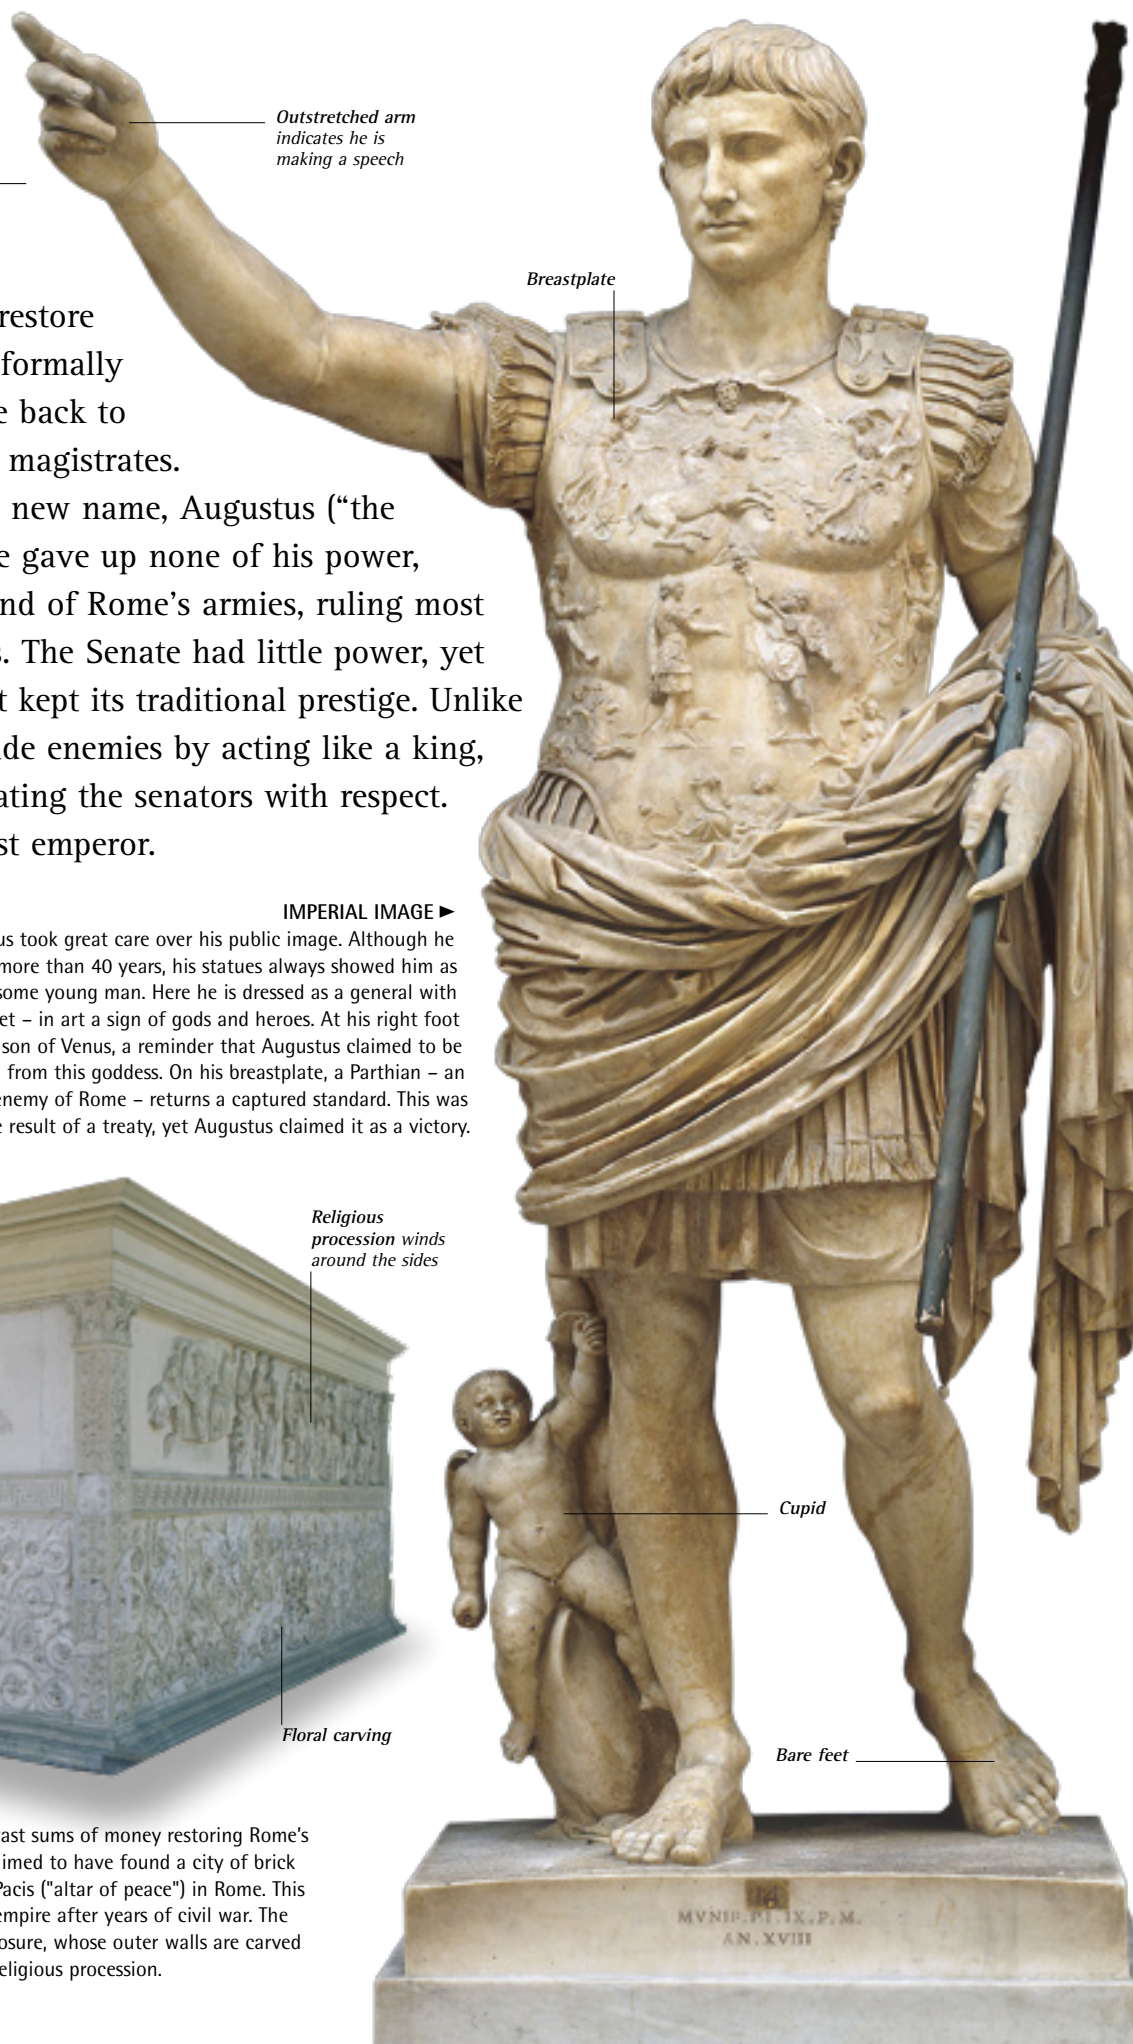 Outstretched arm
indicates he is
making a speech
Breastplate
restore
formally
e back to
magistrates.
new name, Augustus (“the
e gave up none of his power,
nd of Rome’s armies, ruling most
s. The Senate had little power, yet
t kept its traditional prestige. Unlike
de enemies by acting like a king,
ating the senators with respect.
st emperor.
IMPERIAL IMAGE ►
us took great care over his public image. Although he
more than 40 years, his statues always showed him as
some young man. Here he is dressed as a general with
et – in art a sign of gods and heroes. At his right foot
son of Venus, a reminder that Augustus claimed to be
from this goddess. On his breastplate, a Parthian – an
enemy of Rome – returns a captured standard. This was
e result of a treaty, yet Augustus claimed it as a victory.
Religious
procession winds
around the sides
Cupid
Floral carving
Bare feet
ast sums of money restoring Rome’s
imed to have found a city of brick
Pacis ("altar of peace") in Rome. This
empire after years of civil war. The
osure, whose outer walls are carved
eligious procession.
14
IX.P.M.
AN.XVIII